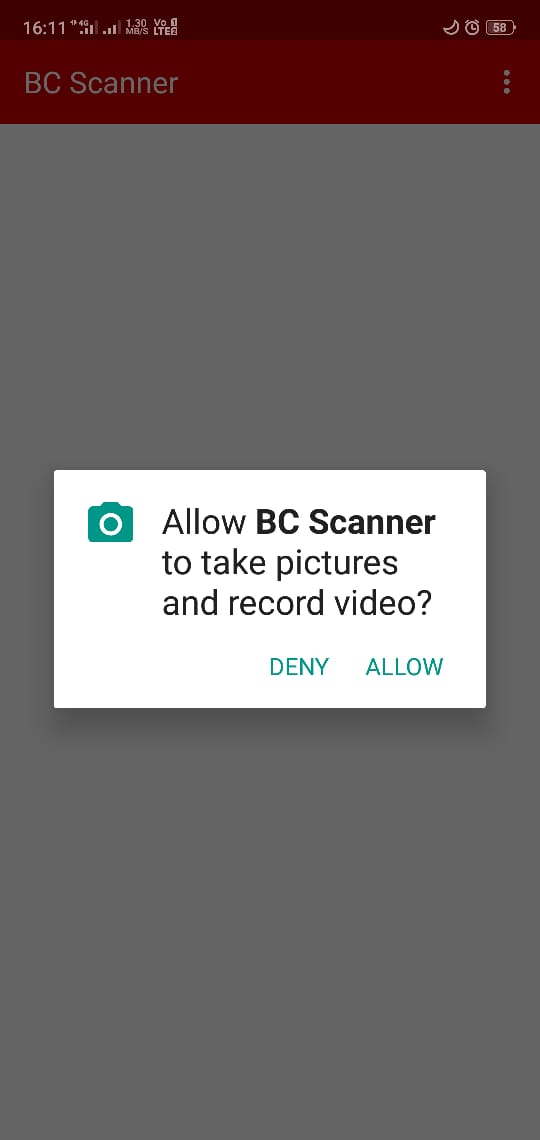 16:11 4G 1.30 MB/S Vo LTE 2 58
BC Scanner
Allow BC Scanner
to take pictures
and record video?
DENY ALLOW